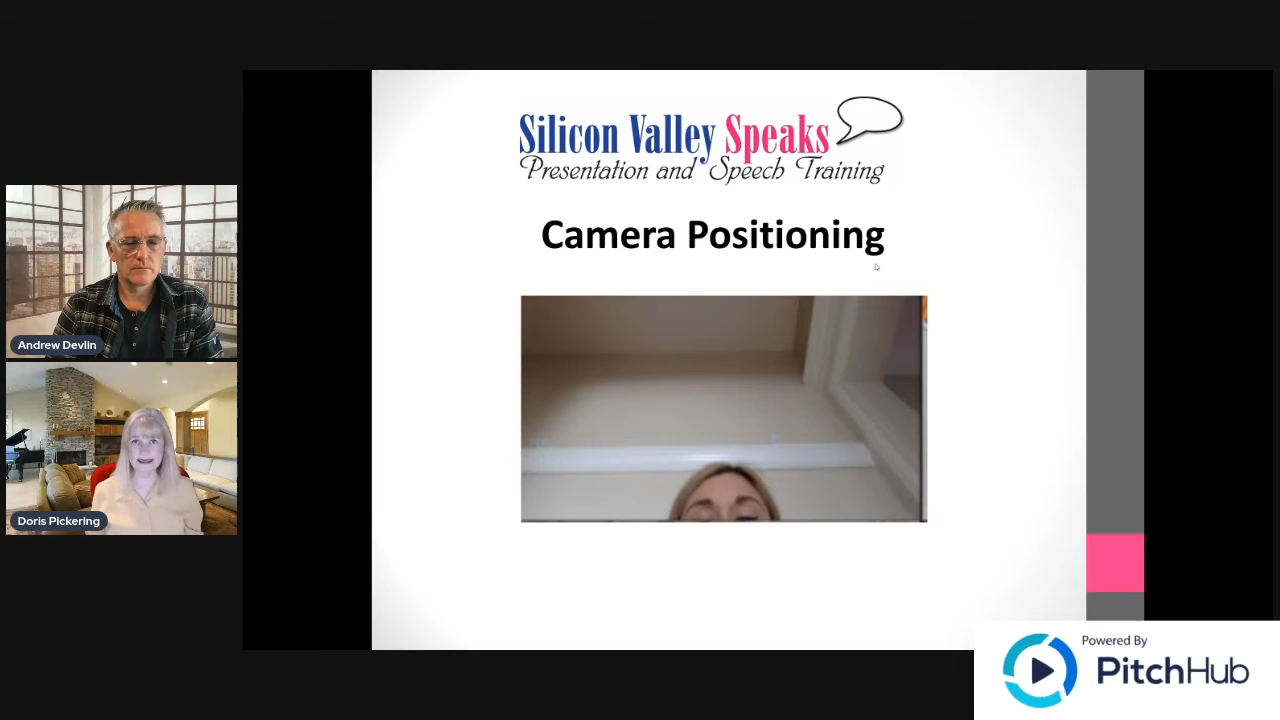 Silicon Valley Speaks
Presentation and Speech Training
Camera Positioning
Andrew Devlin
Doris Pickering
Powered By
PitchHub